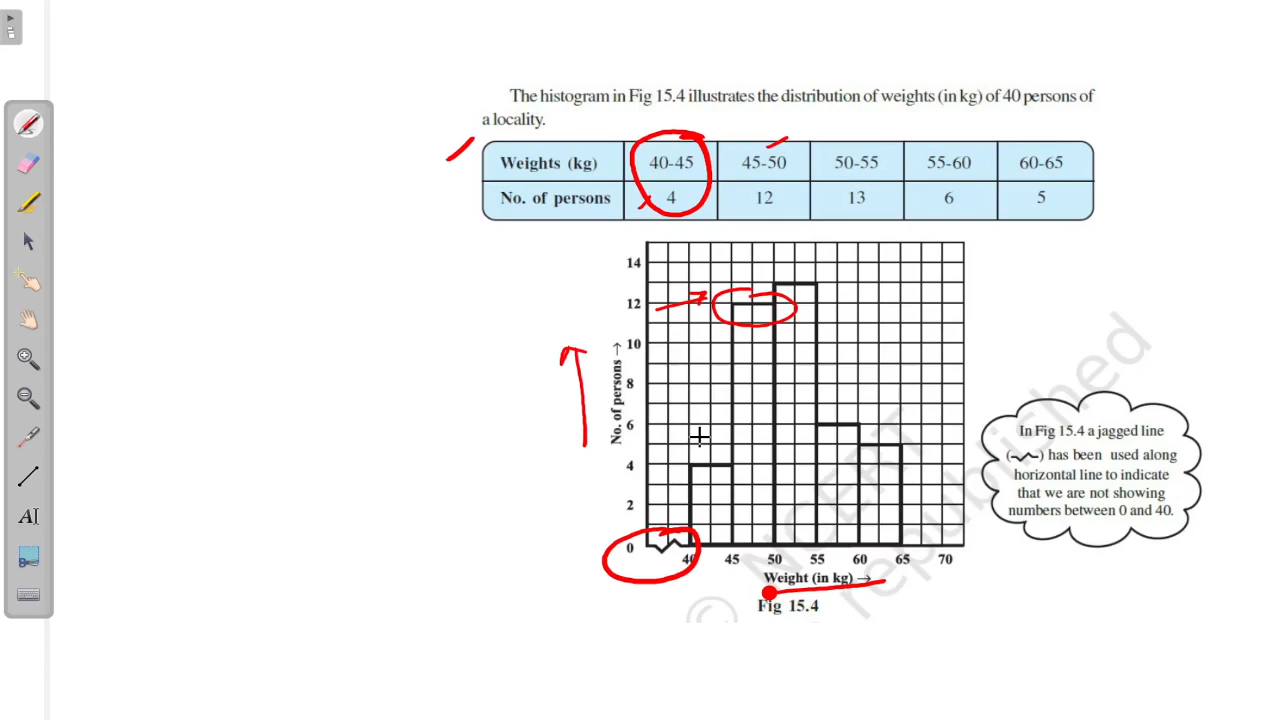 The histogram in Fig 15.4 illustrates the distribution of weights (in kg) of 40 persons of
a locality.
Weights (kg) 40-45 45-50 50-55 55-60 60-65
No. of persons 4 12 13 6 5
14
12
10
8
6
4
2
0
No. of persons →
40 45 50 55 60 65 70
Weight (in kg) →
Fig 15.4
In Fig 15.4 a jagged line
( ) has been used along
horizontal line to indicate
that we are not showing
numbers between 0 and 40.
© NCERT
republished
AI